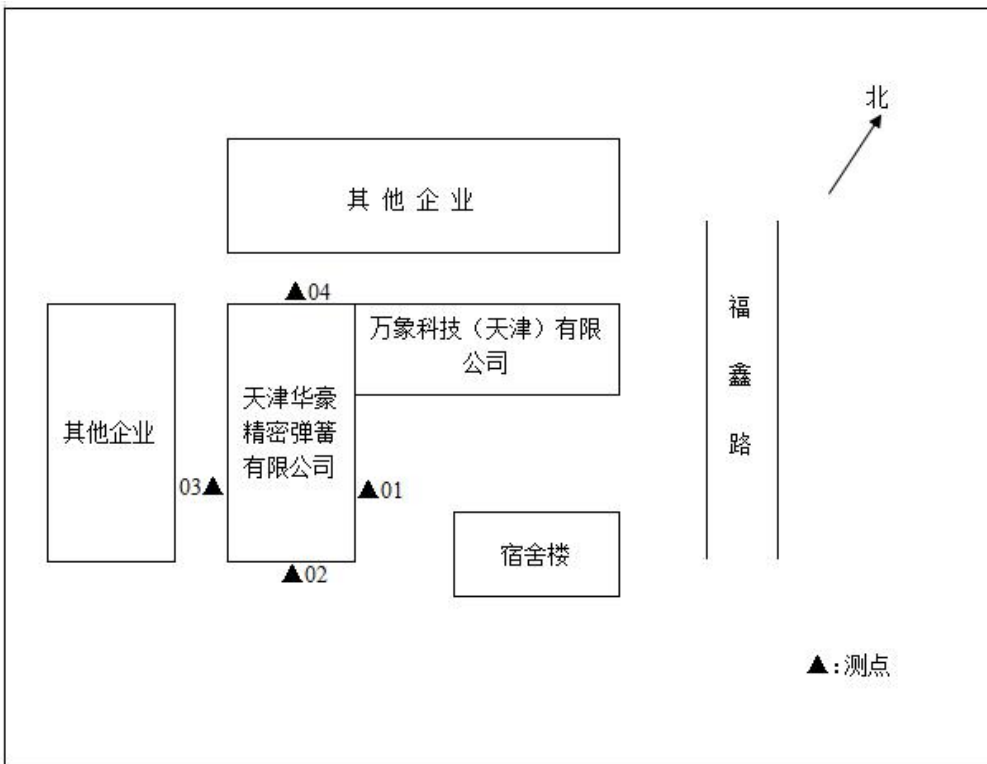 北
其他企业
▲04
万象科技（天津）有限
公司
福
鑫
路
天津华豪
精密弹簧
有限公司
其他企业
03▲
▲01
宿舍楼
▲02
▲:测点